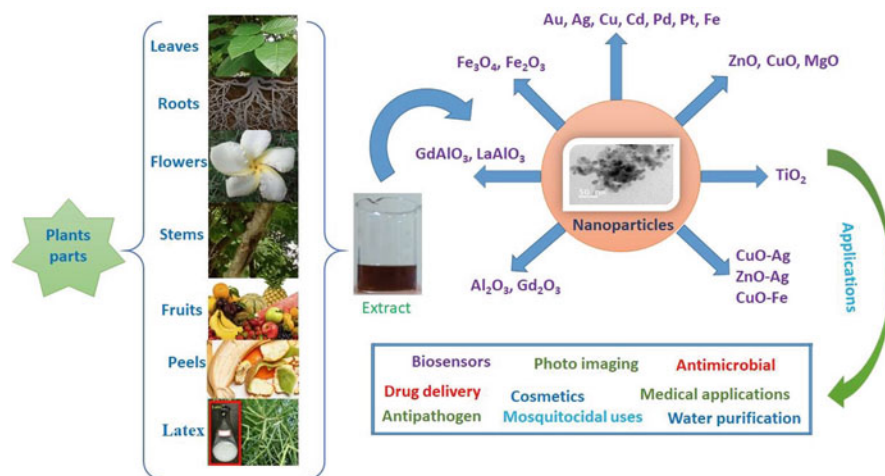 Plants
parts
Leaves
Roots
Flowers
Stems
Fruits
Peels
Latex
Extract
Au, Ag, Cu, Cd, Pd, Pt, Fe
Fe₃O₄, Fe₂O₃
ZnO, CuO, MgO
GdAlO₃, LaAlO₃
TiO₂
Nanoparticles
Al₂O₃, Gd₂O₃
CuO-Ag
ZnO-Ag
CuO-Fe
Applications
Biosensors Photo imaging Antimicrobial
Drug delivery Cosmetics Medical applications
Antipathogen Mosquitocidal uses Water purification